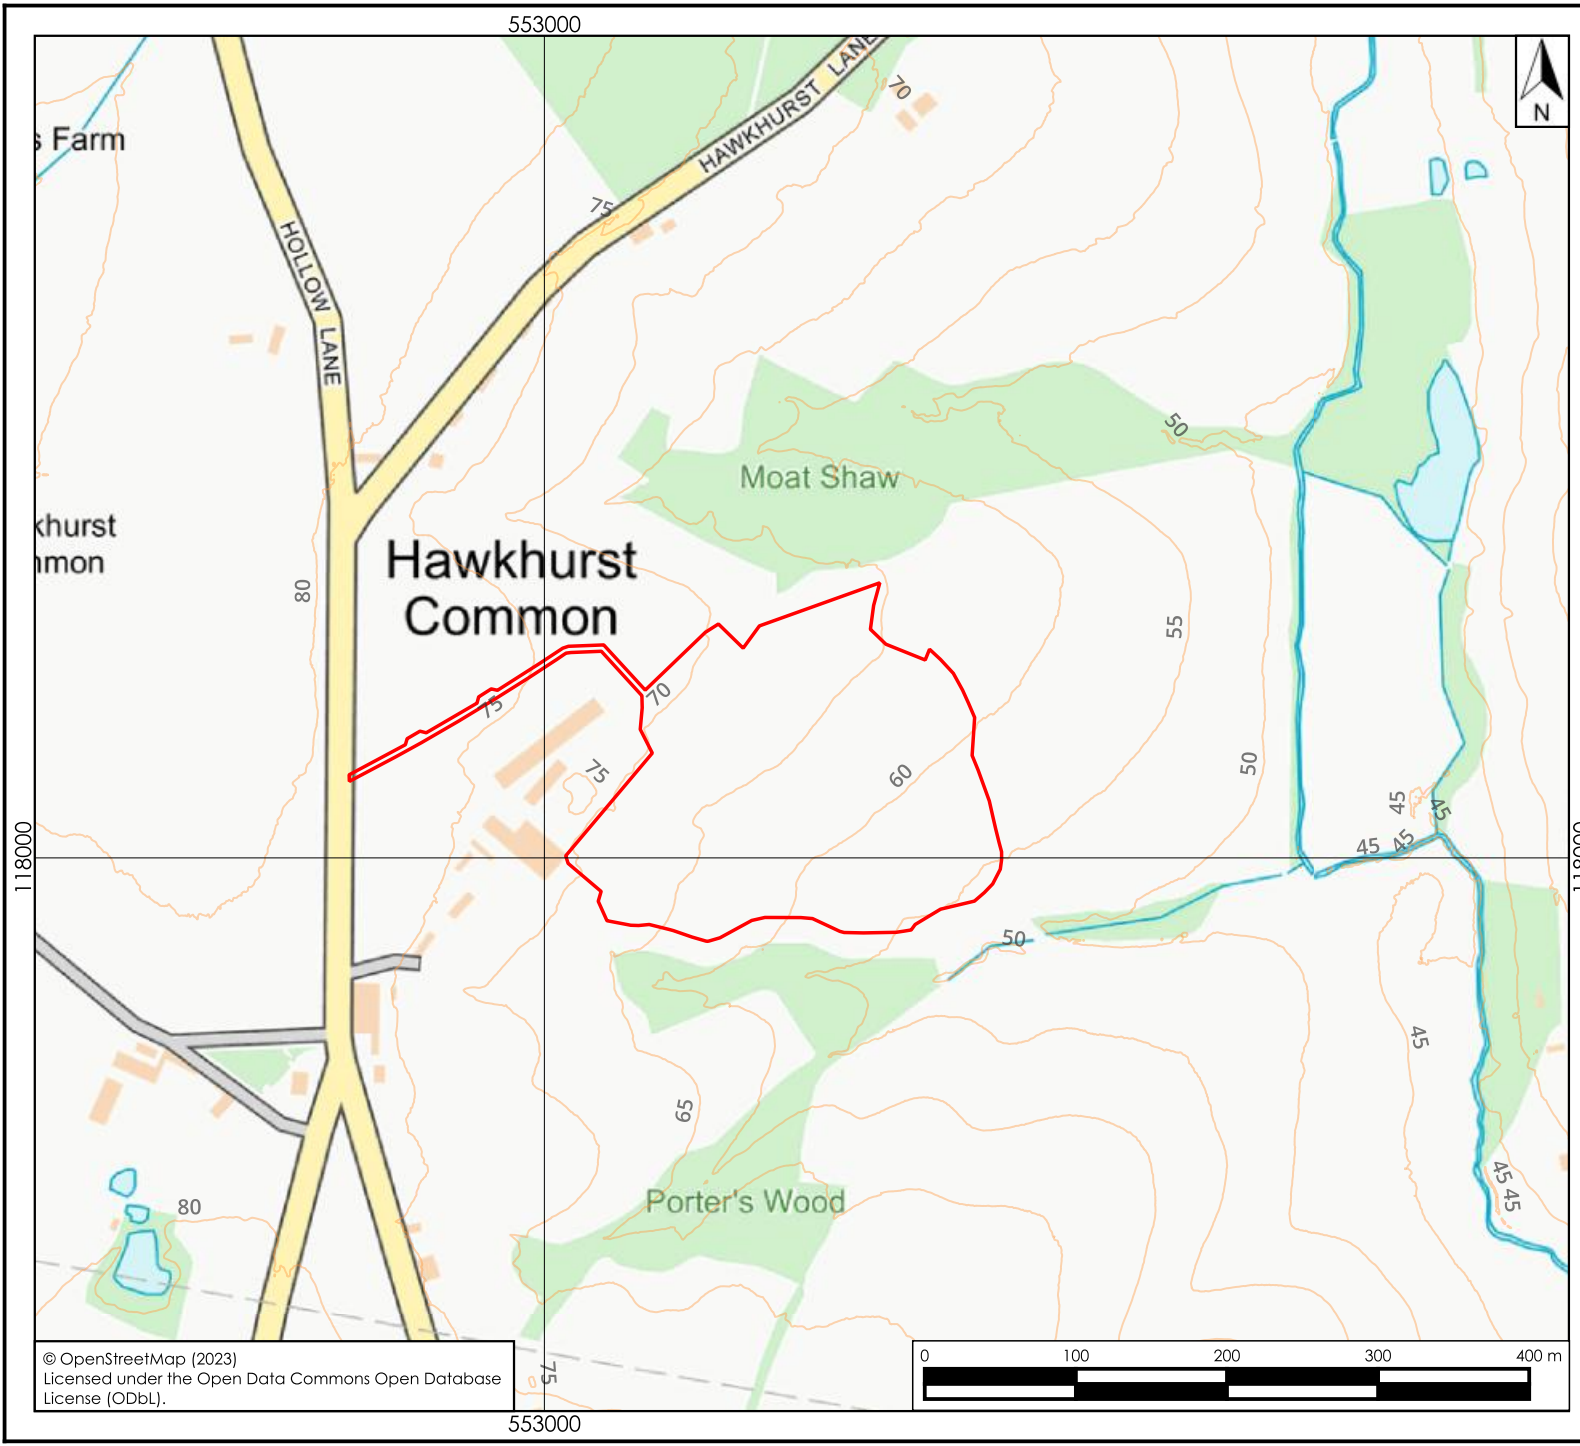 553000
N
HAWKHURST LANE
70
s Farm
75
HOLLOW LANE
50
Moat Shaw
khurst
mmon
Hawkhurst
Common
80
55
70
75
75
60
50
45
45
118000
45
45
118000
50
45
65
45
45
Porter's Wood
80
© OpenStreetMap (2023)
Licensed under the Open Data Commons Open Database
License (ODbL).
75
0 100 200 300 400 m
553000